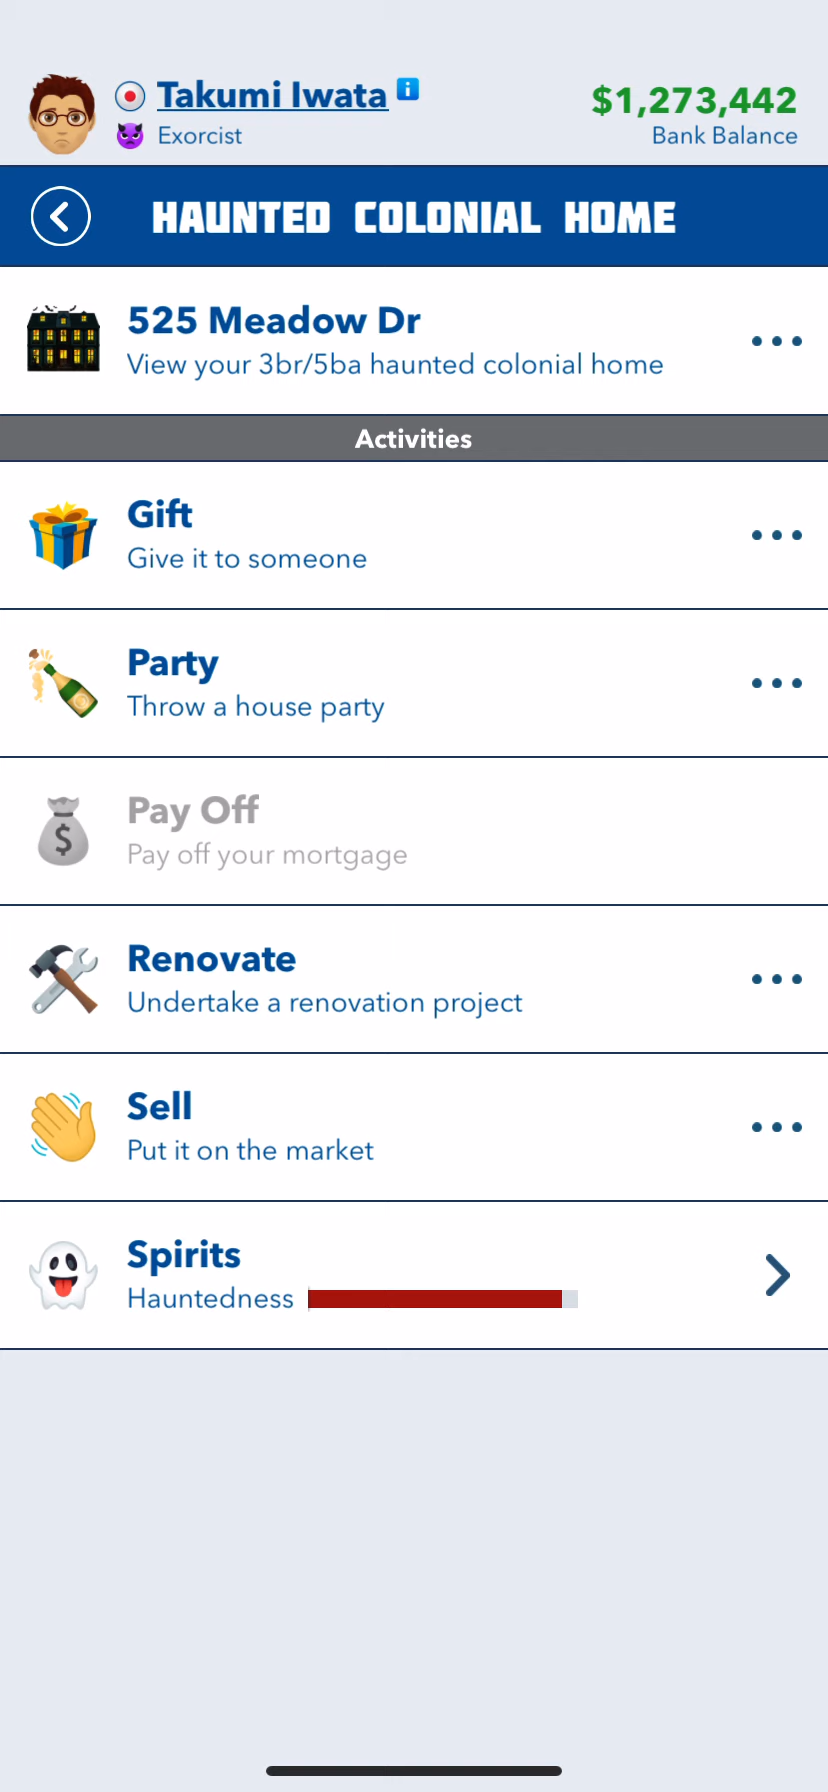 Takumi Iwata
$1,273,442
Exorcist
Bank Balance
HAUNTED COLONIAL HOME
525 Meadow Dr
View your 3br/5ba haunted colonial home
Activities
Gift
Give it to someone
Party
Throw a house party
Pay Off
Pay off your mortgage
Renovate
Undertake a renovation project
Sell
Put it on the market
Spirits
Hauntedness